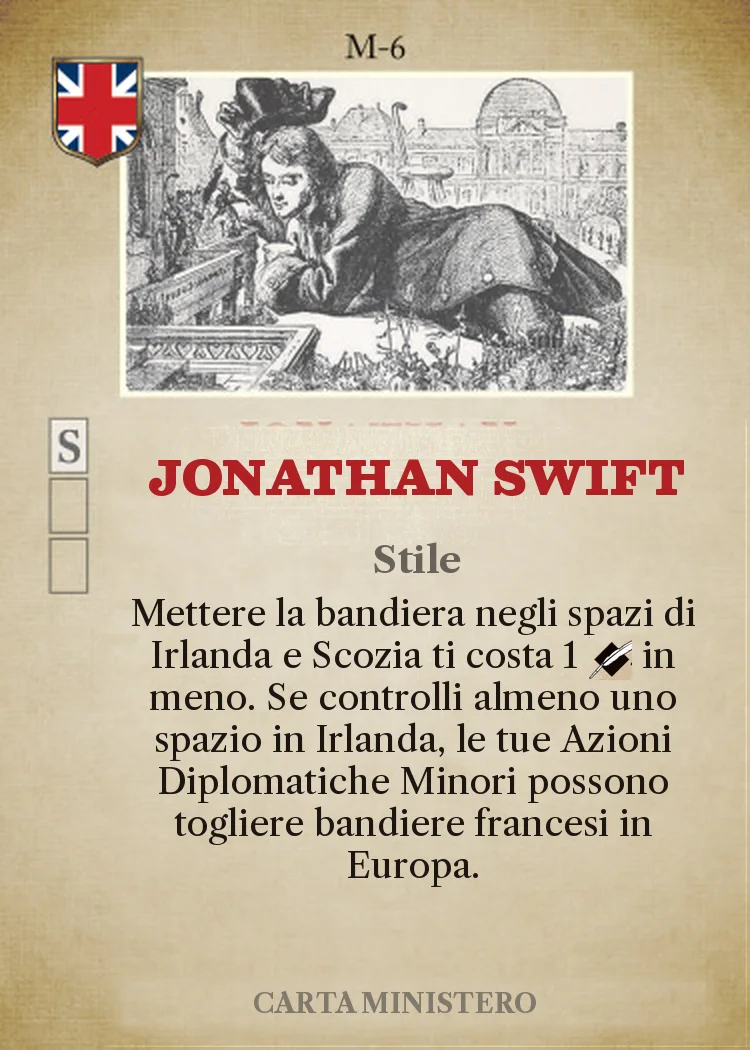 M-6
S
JONATHAN SWIFT
Stile
Mettere la bandiera negli spazi di
Irlanda e Scozia ti costa 1 in
meno. Se controlli almeno uno
spazio in Irlanda, le tue Azioni
Diplomatiche Minori possono
togliere bandiere francesi in
Europa.
CARTA MINISTERO